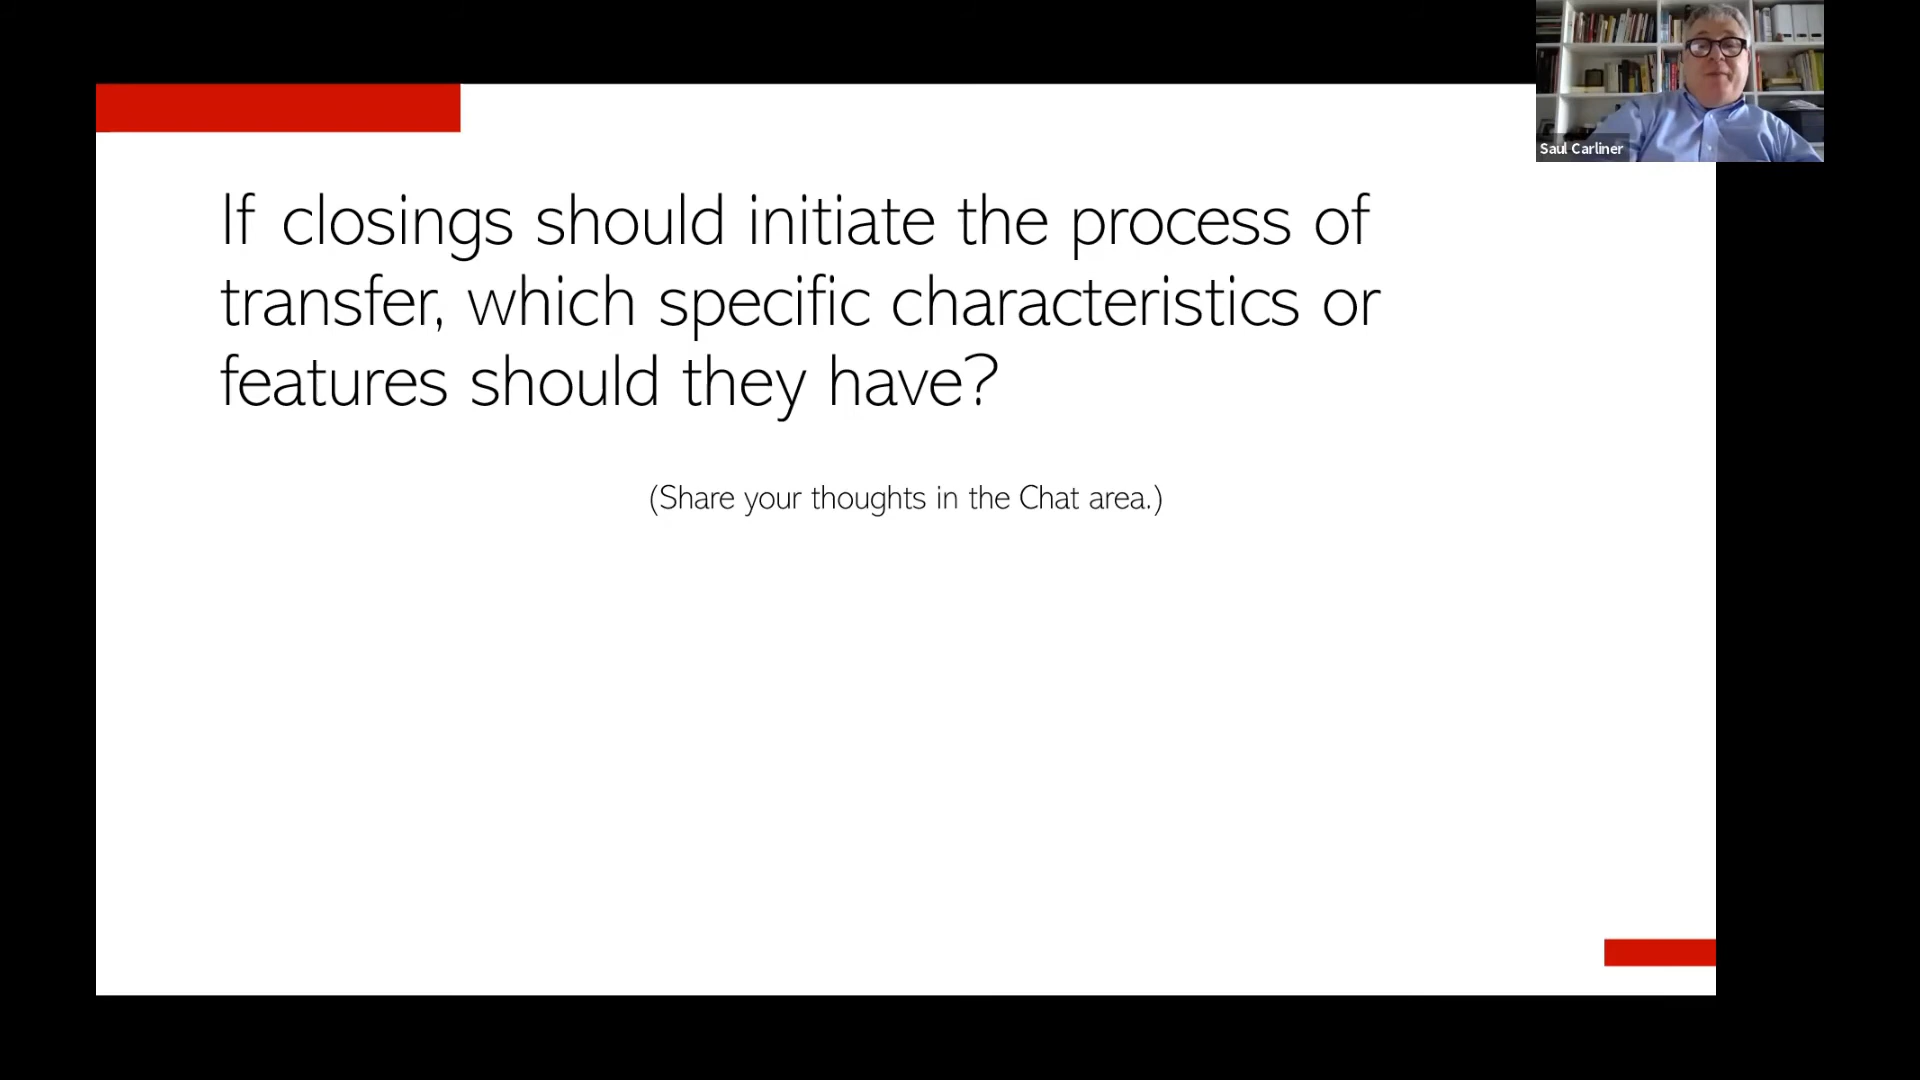 Saul Carliner
If closings should initiate the process of
transfer, which specific characteristics or
features should they have?
(Share your thoughts in the Chat area.)